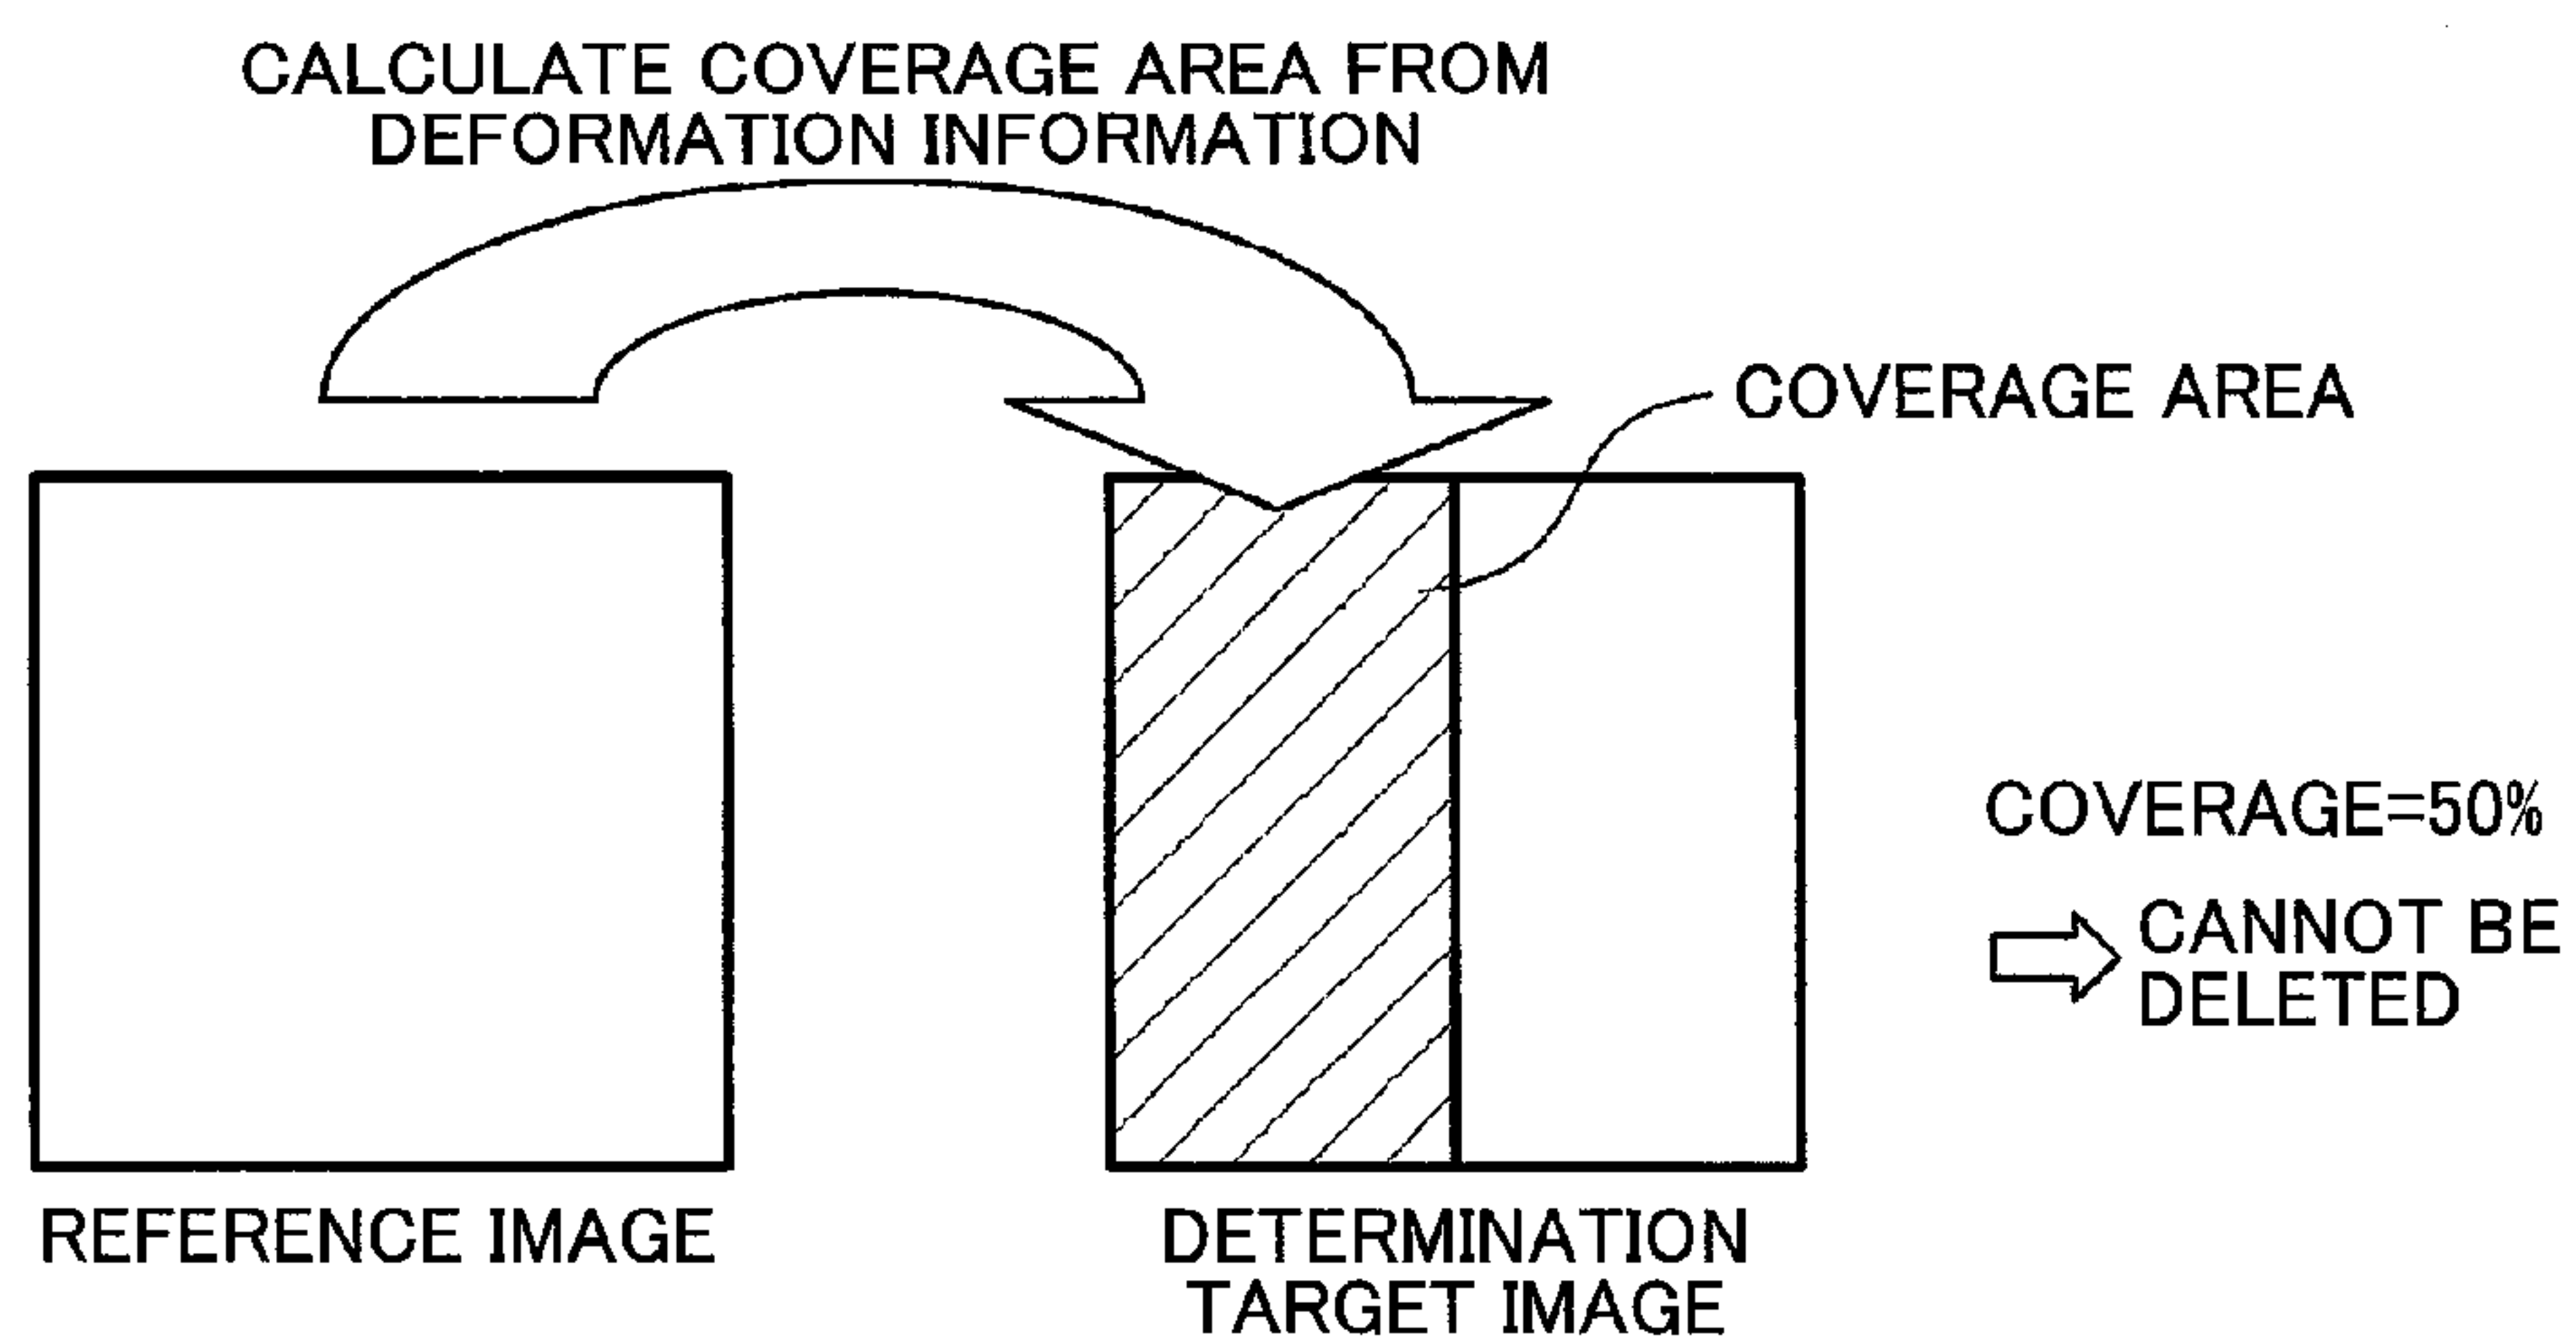 CALCULATE COVERAGE AREA FROM
DEFORMATION INFORMATION
COVERAGE AREA
COVERAGE=50%
CANNOT BE
DELETED
REFERENCE IMAGE
DETERMINATION
TARGET IMAGE